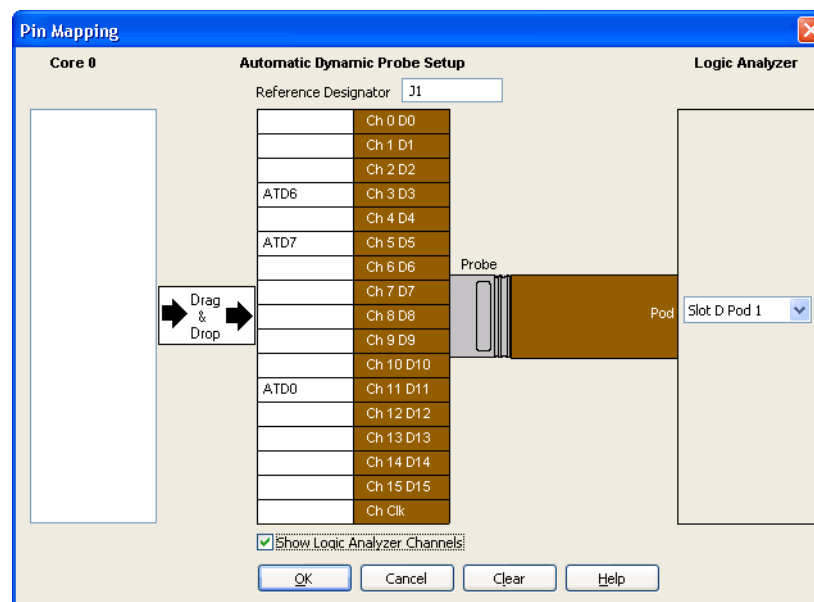 Pin Mapping
Core 0
Automatic Dynamic Probe Setup
Logic Analyzer
Reference Designator J1
Ch 0 D0
Ch 1 D1
Ch 2 D2
ATD6 Ch 3 D3
Ch 4 D4
ATD7 Ch 5 D5
Ch 6 D6
Ch 7 D7
Ch 8 D8
Ch 9 D9
Ch 10 D10
ATD0 Ch 11 D11
Ch 12 D12
Ch 13 D13
Ch 14 D14
Ch 15 D15
Ch Clk
Drag
&
Drop
Probe
Pod
Slot D Pod 1
Show Logic Analyzer Channels
OK Cancel Clear Help